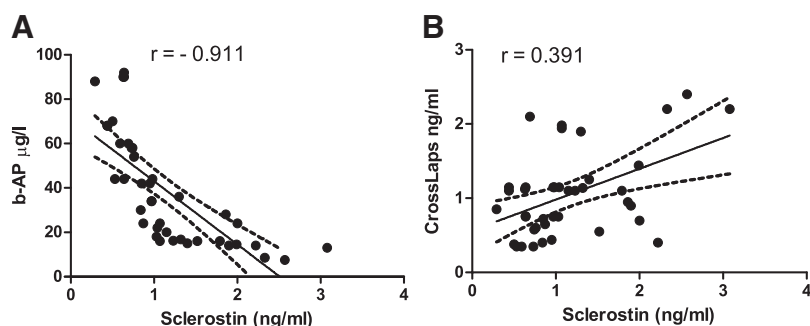 A
r = - 0.911
b-AP µg/l
100
80
60
40
20
0
0 1 2 3 4
Sclerostin (ng/ml)
B
r = 0.391
CrossLaps ng/ml
3
2
1
0
0 1 2 3 4
Sclerostin (ng/ml)